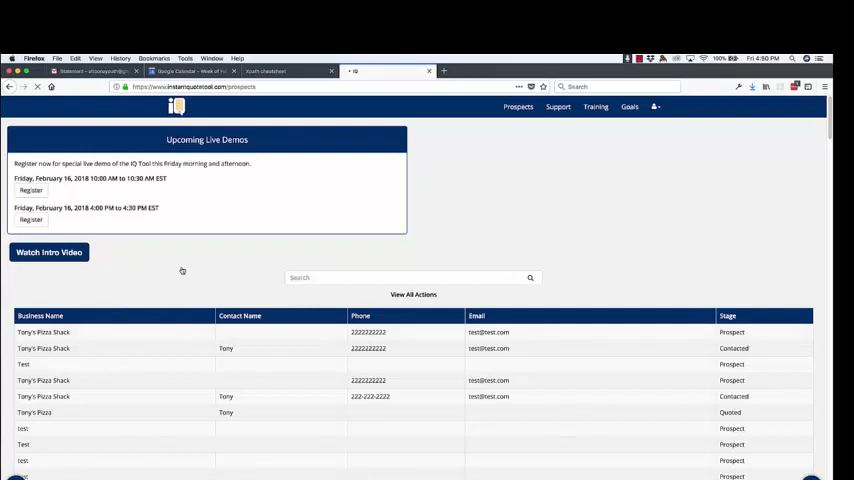 Firefox File Edit View History Bookmarks Tools Window Help 100% Fri 4:50 PM
Google Calendar - Week of Xpath cheatsheet IQ
https://www.instantquotetool.com/prospects Search
iQ Prospects Support Training Goals
Upcoming Live Demos
Register now for special live demo of the IQ Tool this Friday morning and afternoon.
Friday, February 16, 2018 10:00 AM to 10:30 AM EST
Register
Friday, February 16, 2018 4:00 PM to 4:30 PM EST
Register
Watch Intro Video
Search
View All Actions
Business Name Contact Name Phone Email Stage
Tony's Pizza Shack 2222222222 test@test.com Prospect
Tony's Pizza Shack Tony 2222222222 test@test.com Contacted
Test Prospect
Tony's Pizza Shack 2222222222 test@test.com Prospect
Tony's Pizza Shack Tony 222-222-2222 test@test.com Contacted
Tony's Pizza Tony Quoted
test Prospect
Test Prospect
test Prospect
Prospect